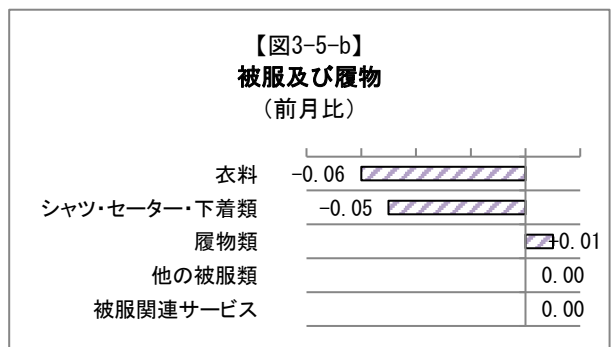 【図3-5-b】
被服及び履物
（前月比）
衣料 -0.06
シャツ・セーター・下着類 -0.05
履物類 +0.01
他の被服類 0.00
被服関連サービス 0.00